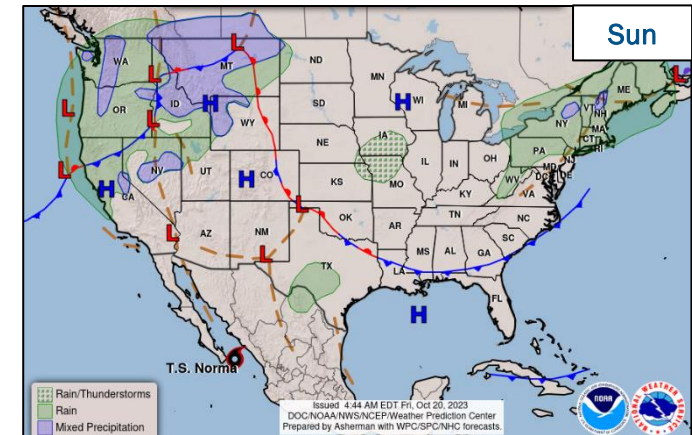 Sun
WA
MT
ND
MN
ME
OR
ID
WI
MI
VT
NH
SD
WY
NY
MA
CT
RI
IA
PA
NE
NJ
NV
UT
IL
IN
OH
MD
DE
DC
WV
CO
VA
CA
KS
MO
KY
NC
TN
OK
AZ
NM
AR
SC
MS
AL
GA
TX
LA
FL
L
L
L
L
L
L
L
L
L
H
H
H
H
H
T.S. Norma
Rain/Thunderstorms
Rain
Mixed Precipitation
Issued 4:44 AM EDT Fri, Oct 20, 2023
DOC/NOAA/NWS/NCEP/Weather Prediction Center
Prepared by Asherman with WPC/SPC/NHC forecasts.
NOAA
NATIONAL WEATHER SERVICE